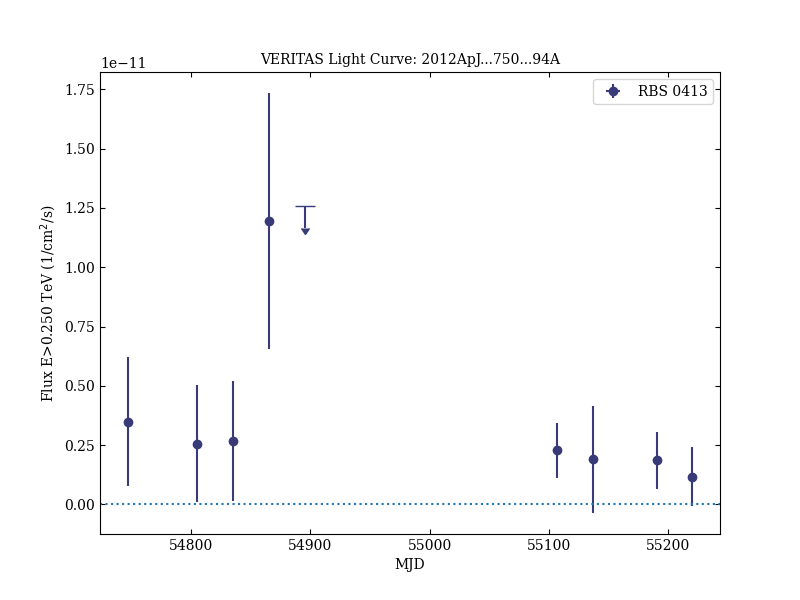 VERITAS Light Curve: 2012ApJ...750...94A
1e−11
RBS 0413
1.75
1.50
1.25
1.00
0.75
0.50
0.25
0.00
Flux E>0.250 TeV (1/cm²/s)
54800 54900 55000 55100 55200
MJD